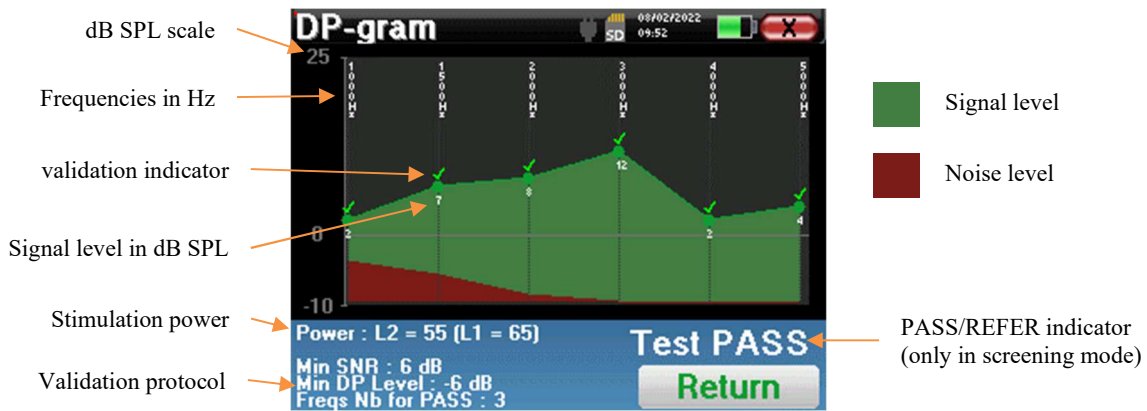 dB SPL scale
Frequencies in Hz
validation indicator
Signal level in dB SPL
Stimulation power
Validation protocol
DP-gram
SD
08/02/2022
09:52
X
25
1000Hz
1500Hz
2000Hz
3000Hz
4000Hz
5000Hz
2
7
8
12
2
4
0
-10
Power : L2 = 55 (L1 = 65)
Min SNR : 6 dB
Min DP Level : -6 dB
Freqs Nb for PASS : 3
Test PASS
Return
Signal level
Noise level
PASS/REFER indicator
(only in screening mode)